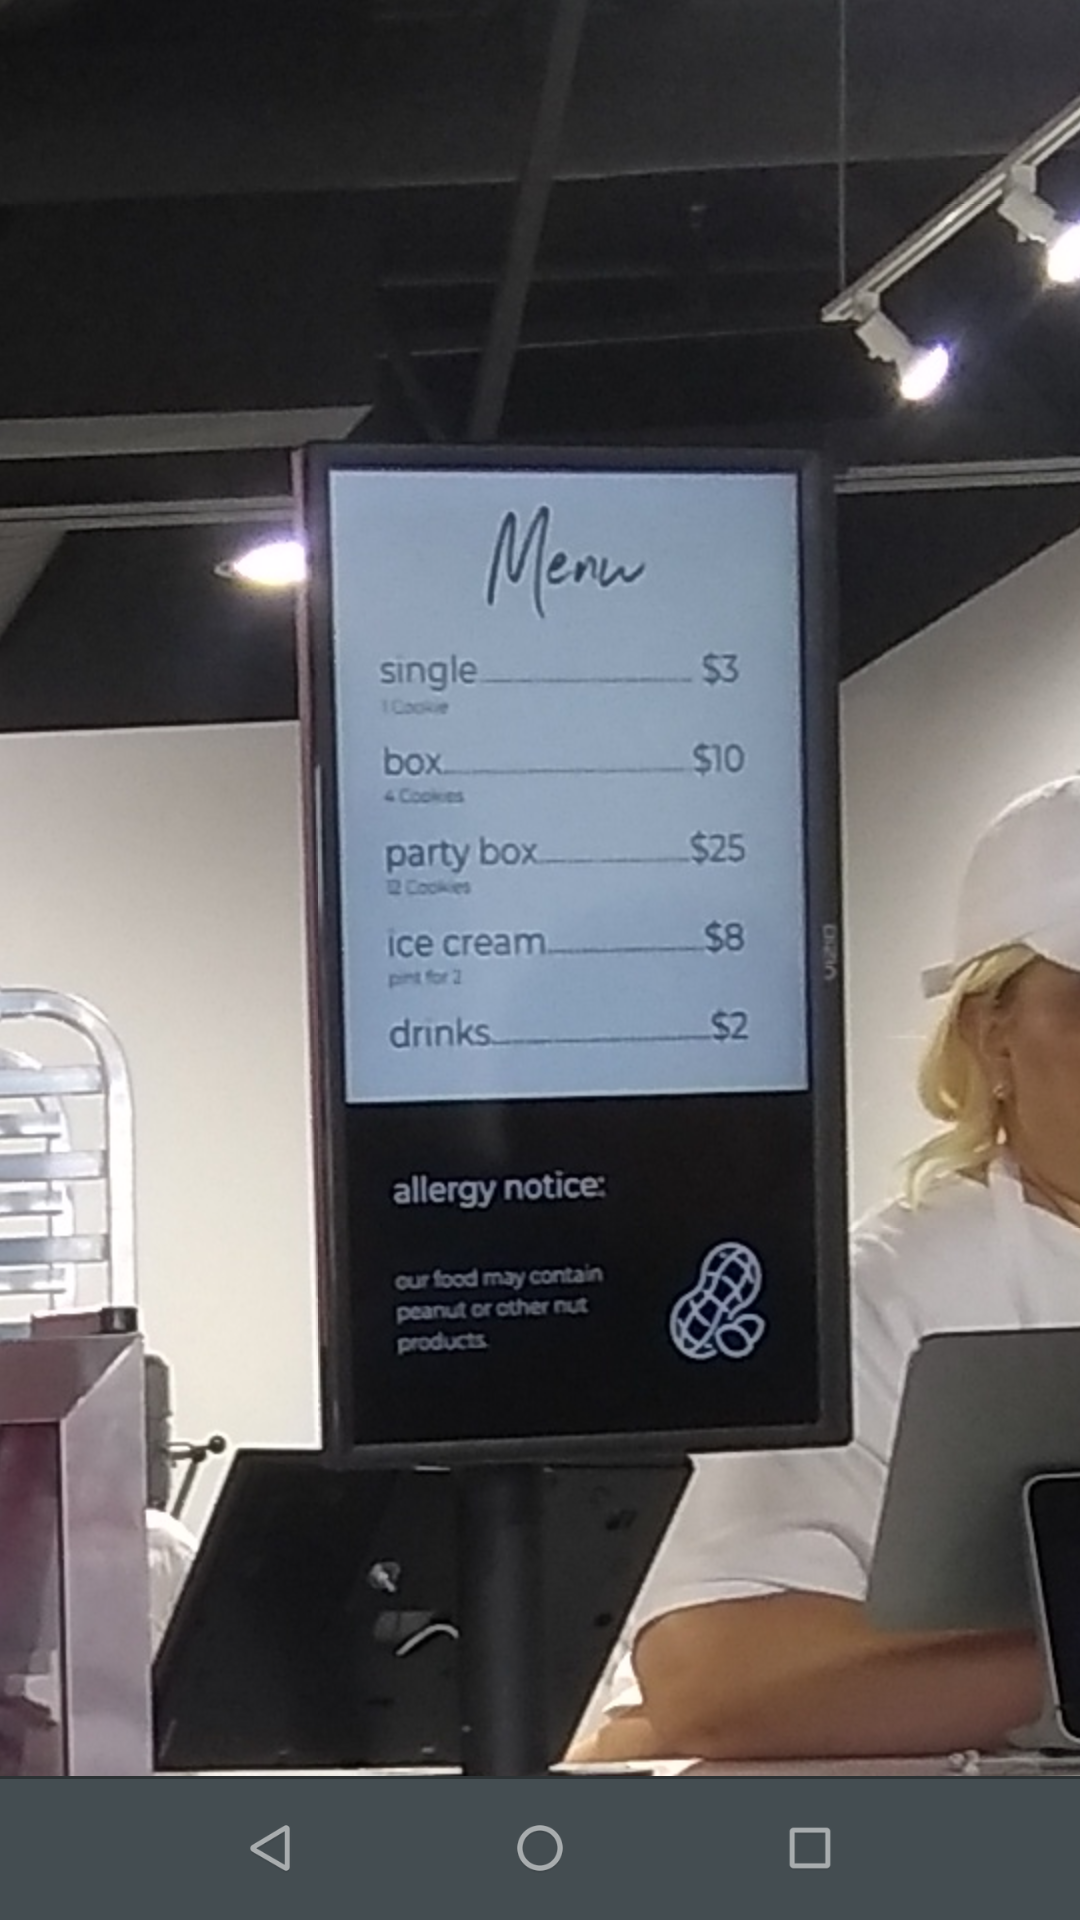 Menu
single $3
1 Cookie
box $10
4 Cookies
party box $25
12 Cookies
ice cream $8
pint for 2
drinks $2
VIZIO
allergy notice:
our food may contain
peanut or other nut
products.